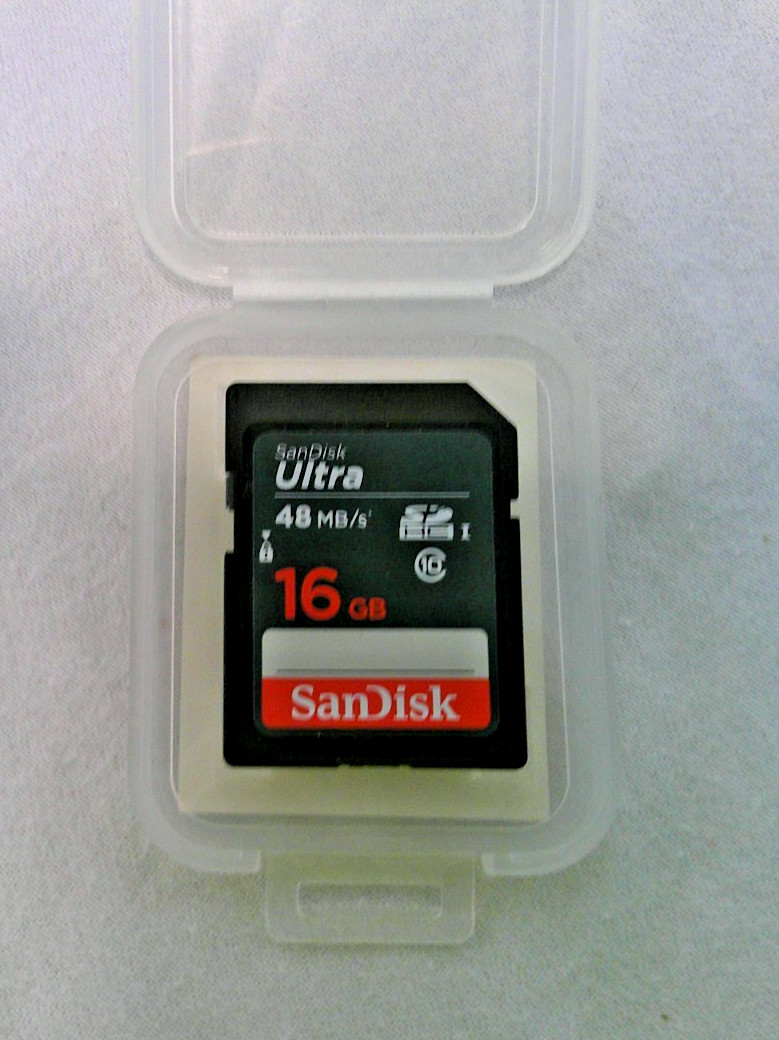 SanDisk
Ultra
48 MB/s'
SD HC I
10
16 GB
SanDisk